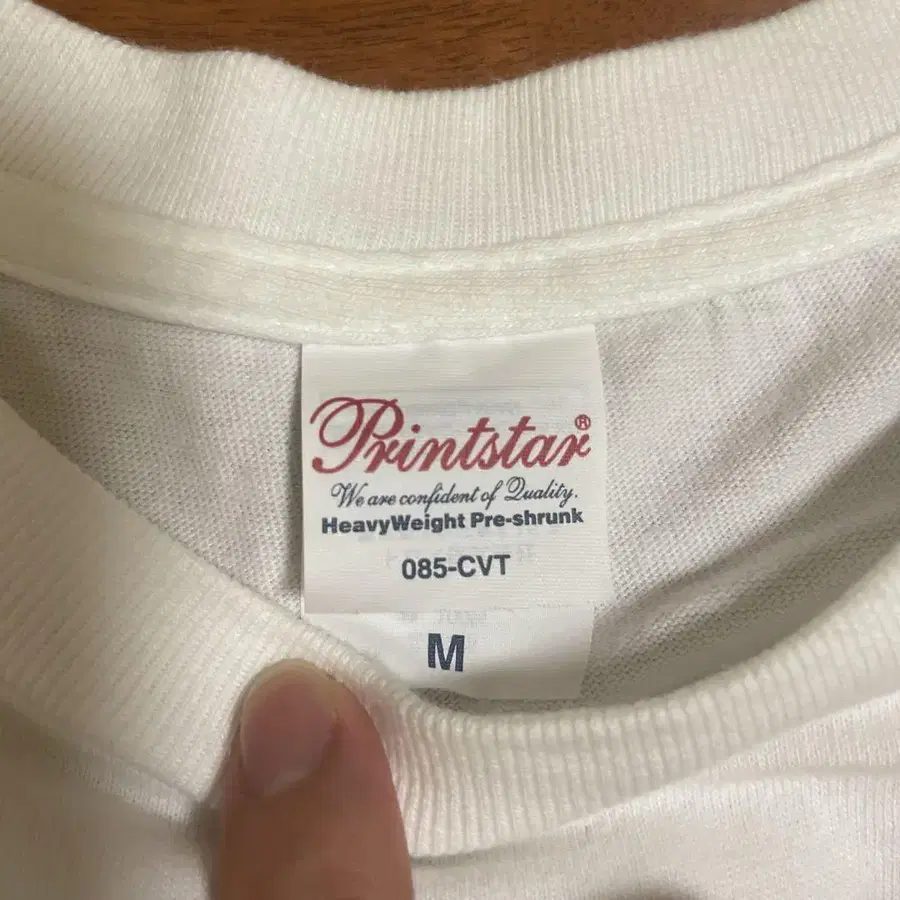 Printstar®
We are confident of Quality.
HeavyWeight Pre-shrunk
085-CVT
M